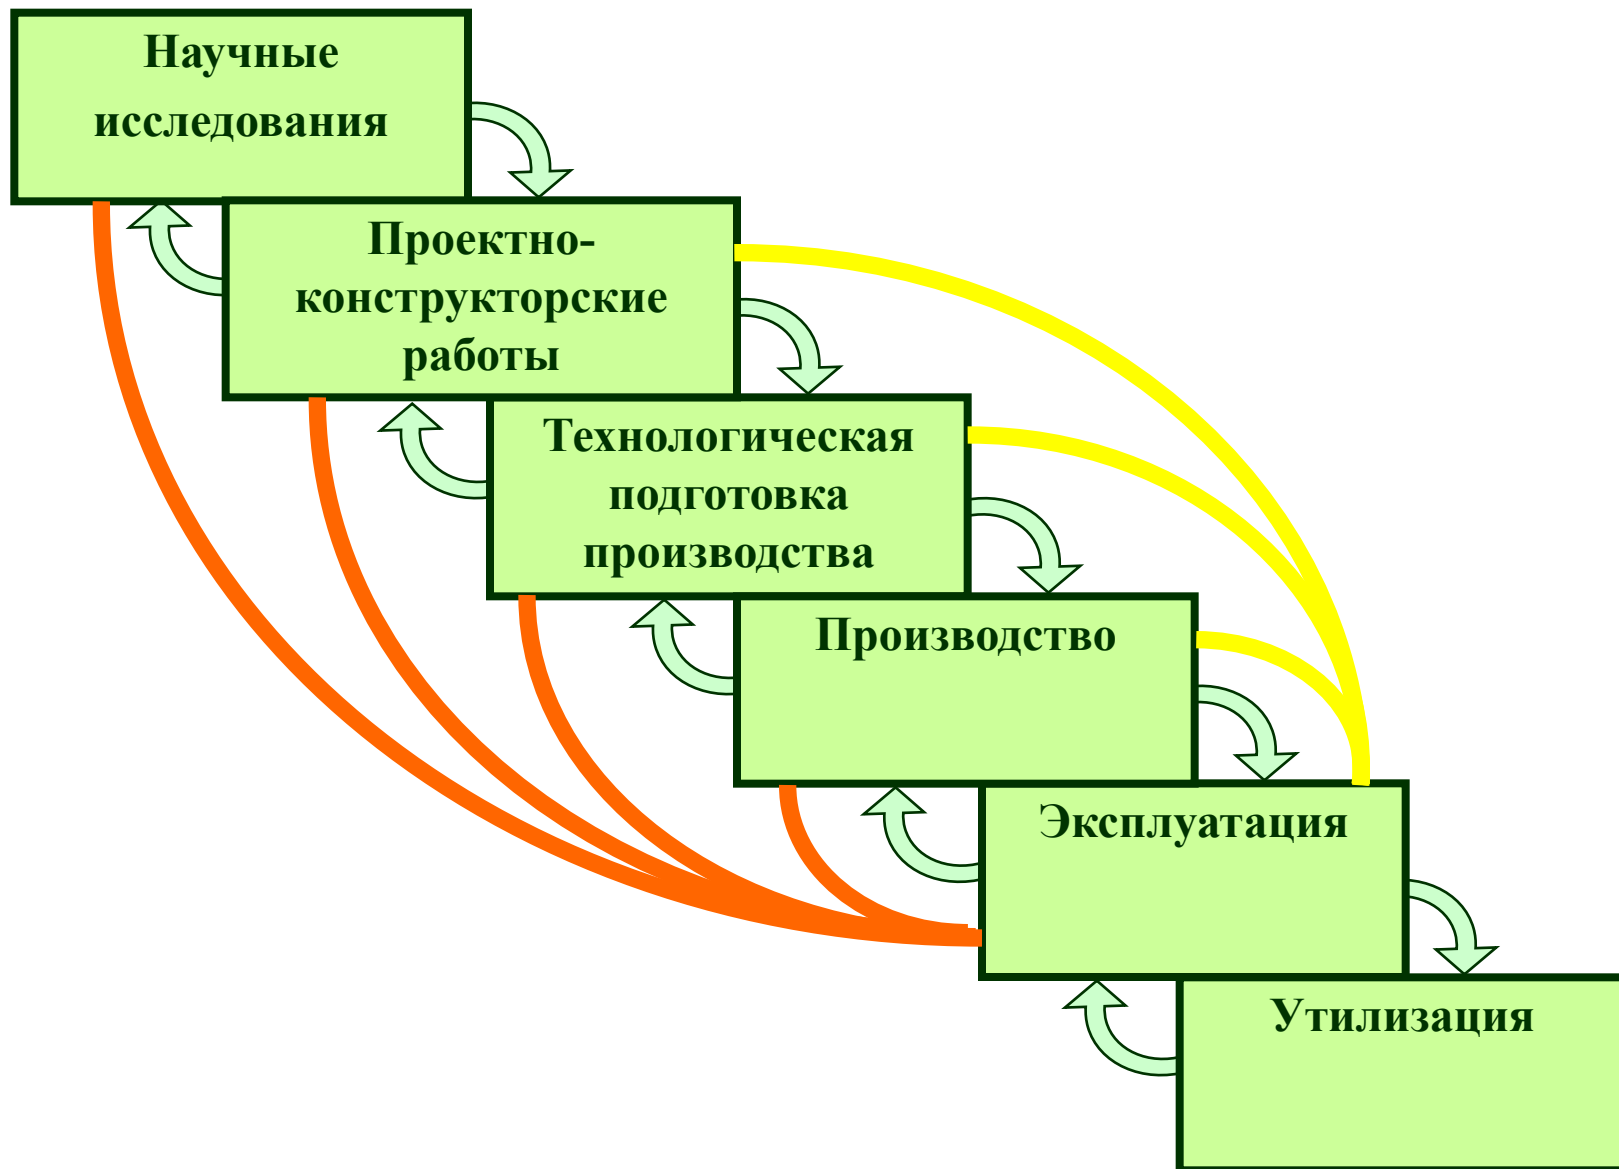 Научные
исследования
Проектно-
конструкторские
работы
Технологическая
подготовка
производства
Производство
Эксплуатация
Утилизация